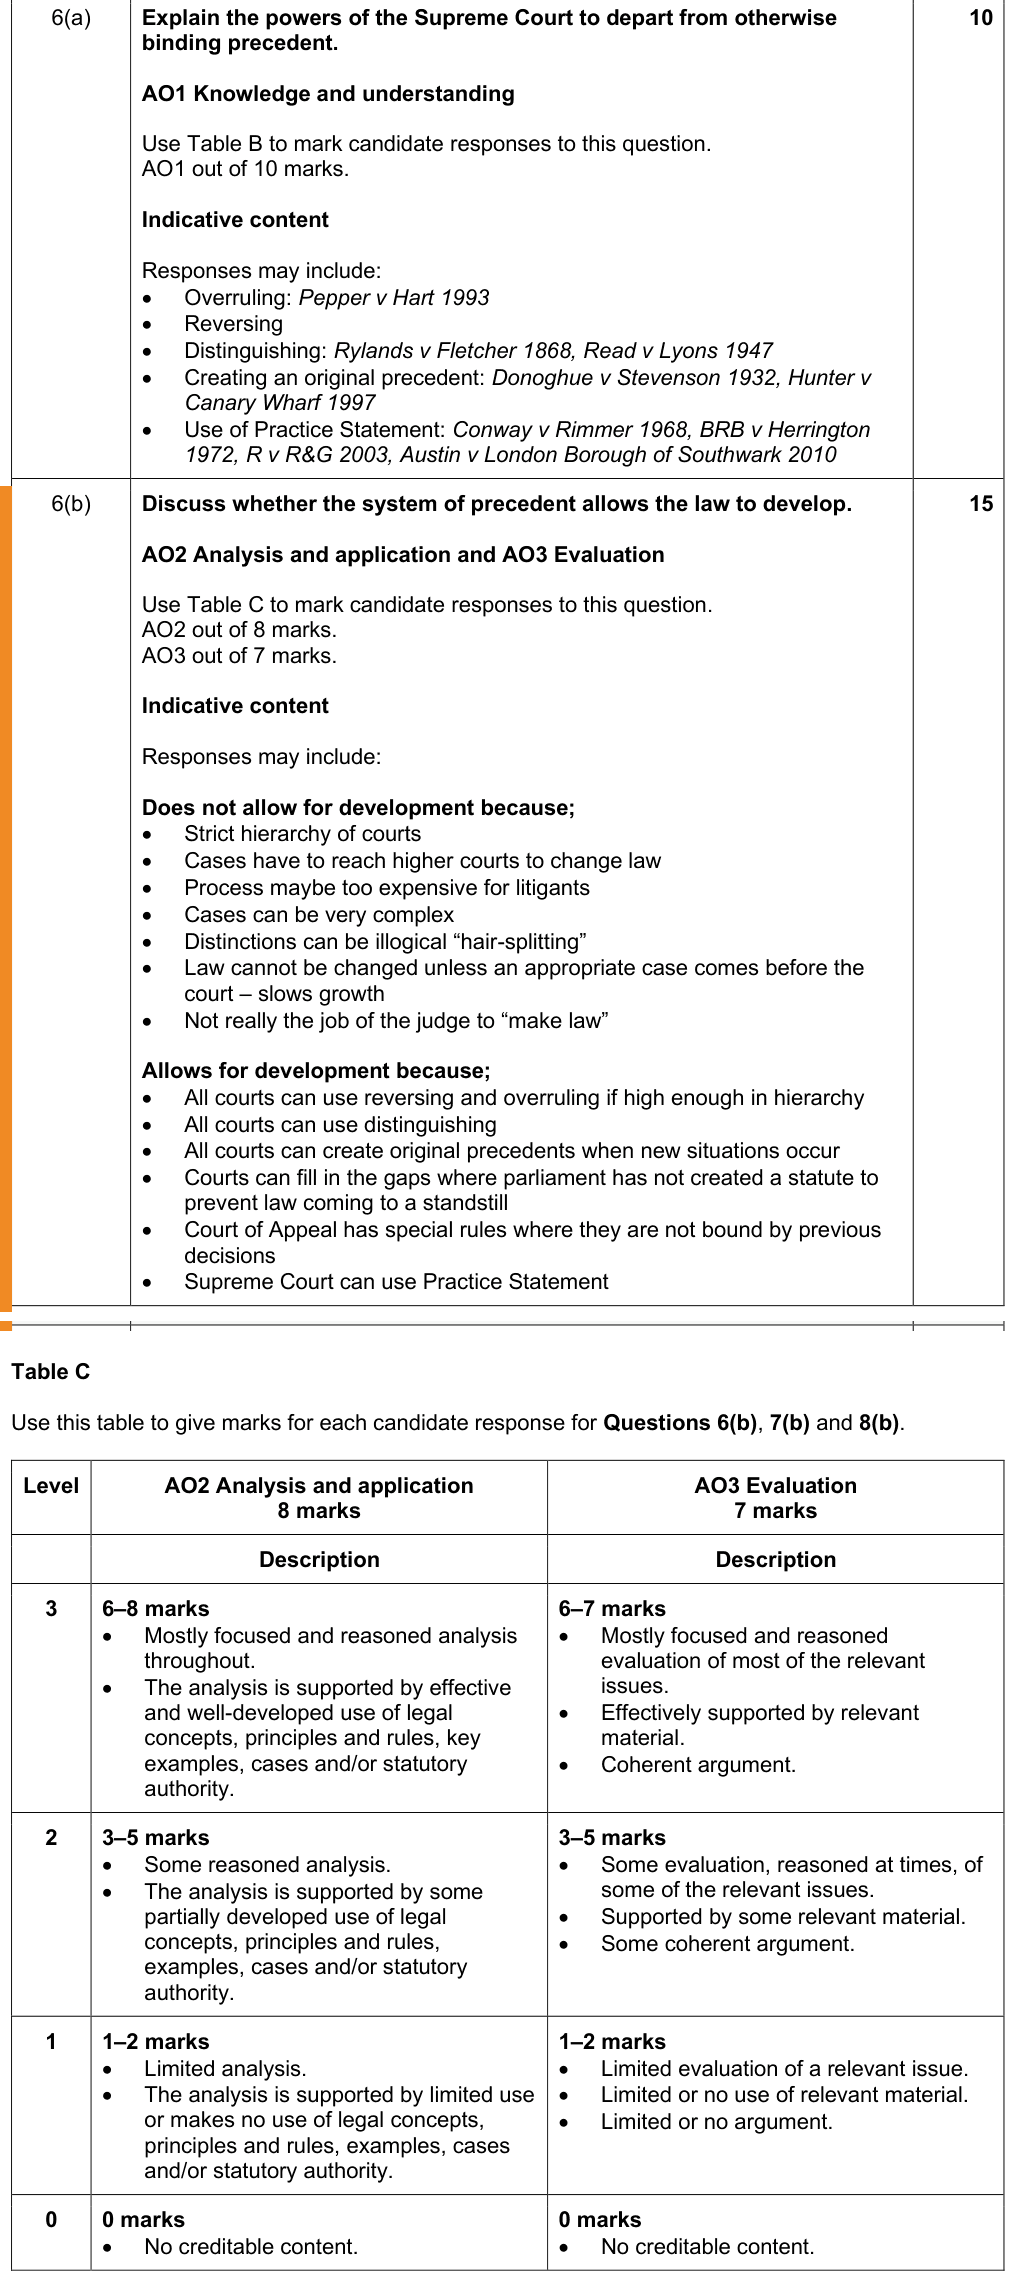 6(a) Explain the powers of the Supreme Court to depart from otherwise 10
binding precedent.
AO1 Knowledge and understanding
Use Table B to mark candidate responses to this question.
AO1 out of 10 marks.
Indicative content
Responses may include:
• Overruling: Pepper v Hart 1993
• Reversing
• Distinguishing: Rylands v Fletcher 1868, Read v Lyons 1947
• Creating an original precedent: Donoghue v Stevenson 1932, Hunter v
Canary Wharf 1997
• Use of Practice Statement: Conway v Rimmer 1968, BRB v Herrington
1972, R v R&G 2003, Austin v London Borough of Southwark 2010
6(b) Discuss whether the system of precedent allows the law to develop. 15
AO2 Analysis and application and AO3 Evaluation
Use Table C to mark candidate responses to this question.
AO2 out of 8 marks.
AO3 out of 7 marks.
Indicative content
Responses may include:
Does not allow for development because;
• Strict hierarchy of courts
• Cases have to reach higher courts to change law
• Process maybe too expensive for litigants
• Cases can be very complex
• Distinctions can be illogical “hair-splitting”
• Law cannot be changed unless an appropriate case comes before the
court – slows growth
• Not really the job of the judge to “make law”
Allows for development because;
• All courts can use reversing and overruling if high enough in hierarchy
• All courts can use distinguishing
• All courts can create original precedents when new situations occur
• Courts can fill in the gaps where parliament has not created a statute to
prevent law coming to a standstill
• Court of Appeal has special rules where they are not bound by previous
decisions
• Supreme Court can use Practice Statement
Table C
Use this table to give marks for each candidate response for Questions 6(b), 7(b) and 8(b).
Level
AO2 Analysis and application
8 marks
AO3 Evaluation
7 marks
Description
Description
3
6–8 marks
• Mostly focused and reasoned analysis
throughout.
• The analysis is supported by effective
and well-developed use of legal
concepts, principles and rules, key
examples, cases and/or statutory
authority.
6–7 marks
• Mostly focused and reasoned
evaluation of most of the relevant
issues.
• Effectively supported by relevant
material.
• Coherent argument.
2
3–5 marks
• Some reasoned analysis.
• The analysis is supported by some
partially developed use of legal
concepts, principles and rules,
examples, cases and/or statutory
authority.
3–5 marks
• Some evaluation, reasoned at times, of
some of the relevant issues.
• Supported by some relevant material.
• Some coherent argument.
1
1–2 marks
• Limited analysis.
• The analysis is supported by limited use
or makes no use of legal concepts,
principles and rules, examples, cases
and/or statutory authority.
1–2 marks
• Limited evaluation of a relevant issue.
• Limited or no use of relevant material.
• Limited or no argument.
0
0 marks
• No creditable content.
0 marks
• No creditable content.